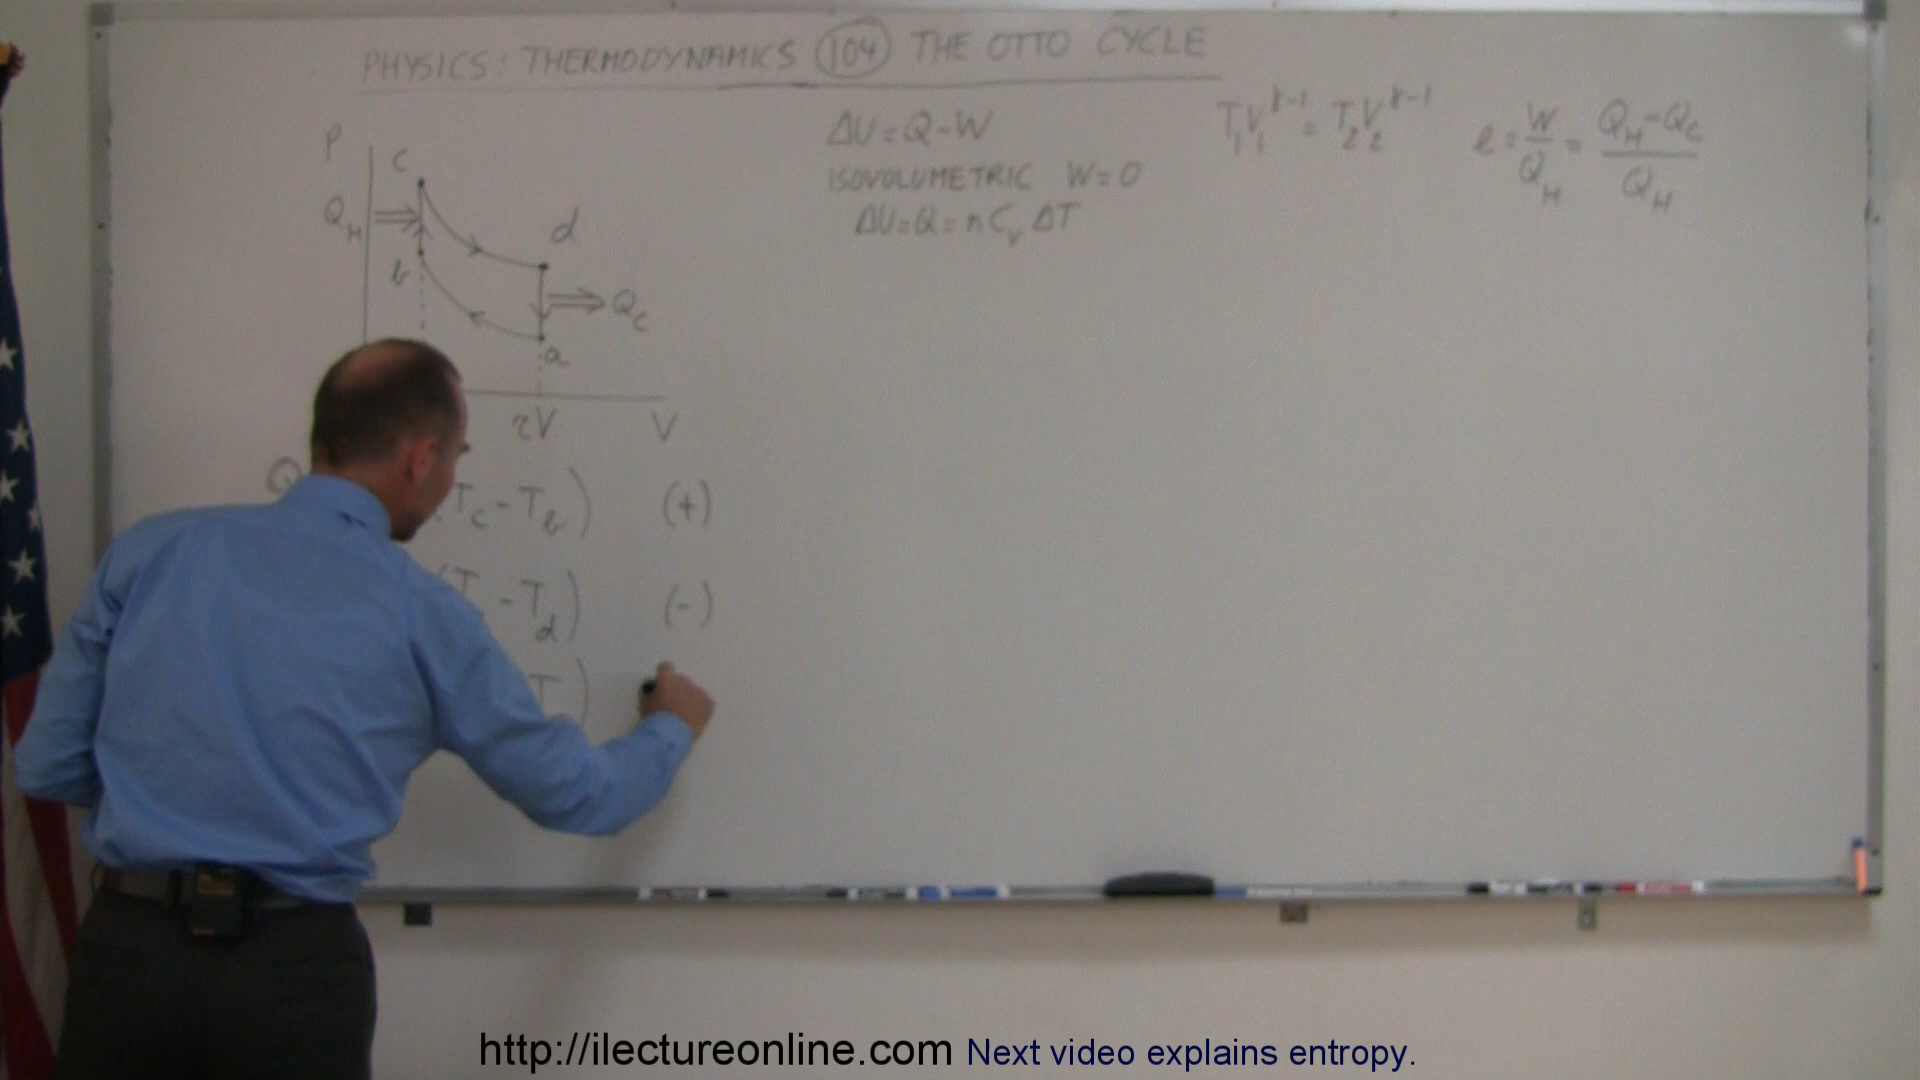 PHYSICS: THERMODYNAMICS 104 THE OTTO CYCLE
P
c
Q_H
d
b
Q_C
a
rV
V
ΔU = Q - W
ISOVOLUMETRIC W = 0
ΔU = Q = n C_v ΔT
T₁V₁^γ-1 = T₂V₂^γ-1
e = W/Q_H = (Q_H - Q_C)/Q_H
Q
T_c - T_b ) (+)
(T - T_d ) (-)
T )
http://ilectureonline.com Next video explains entropy.